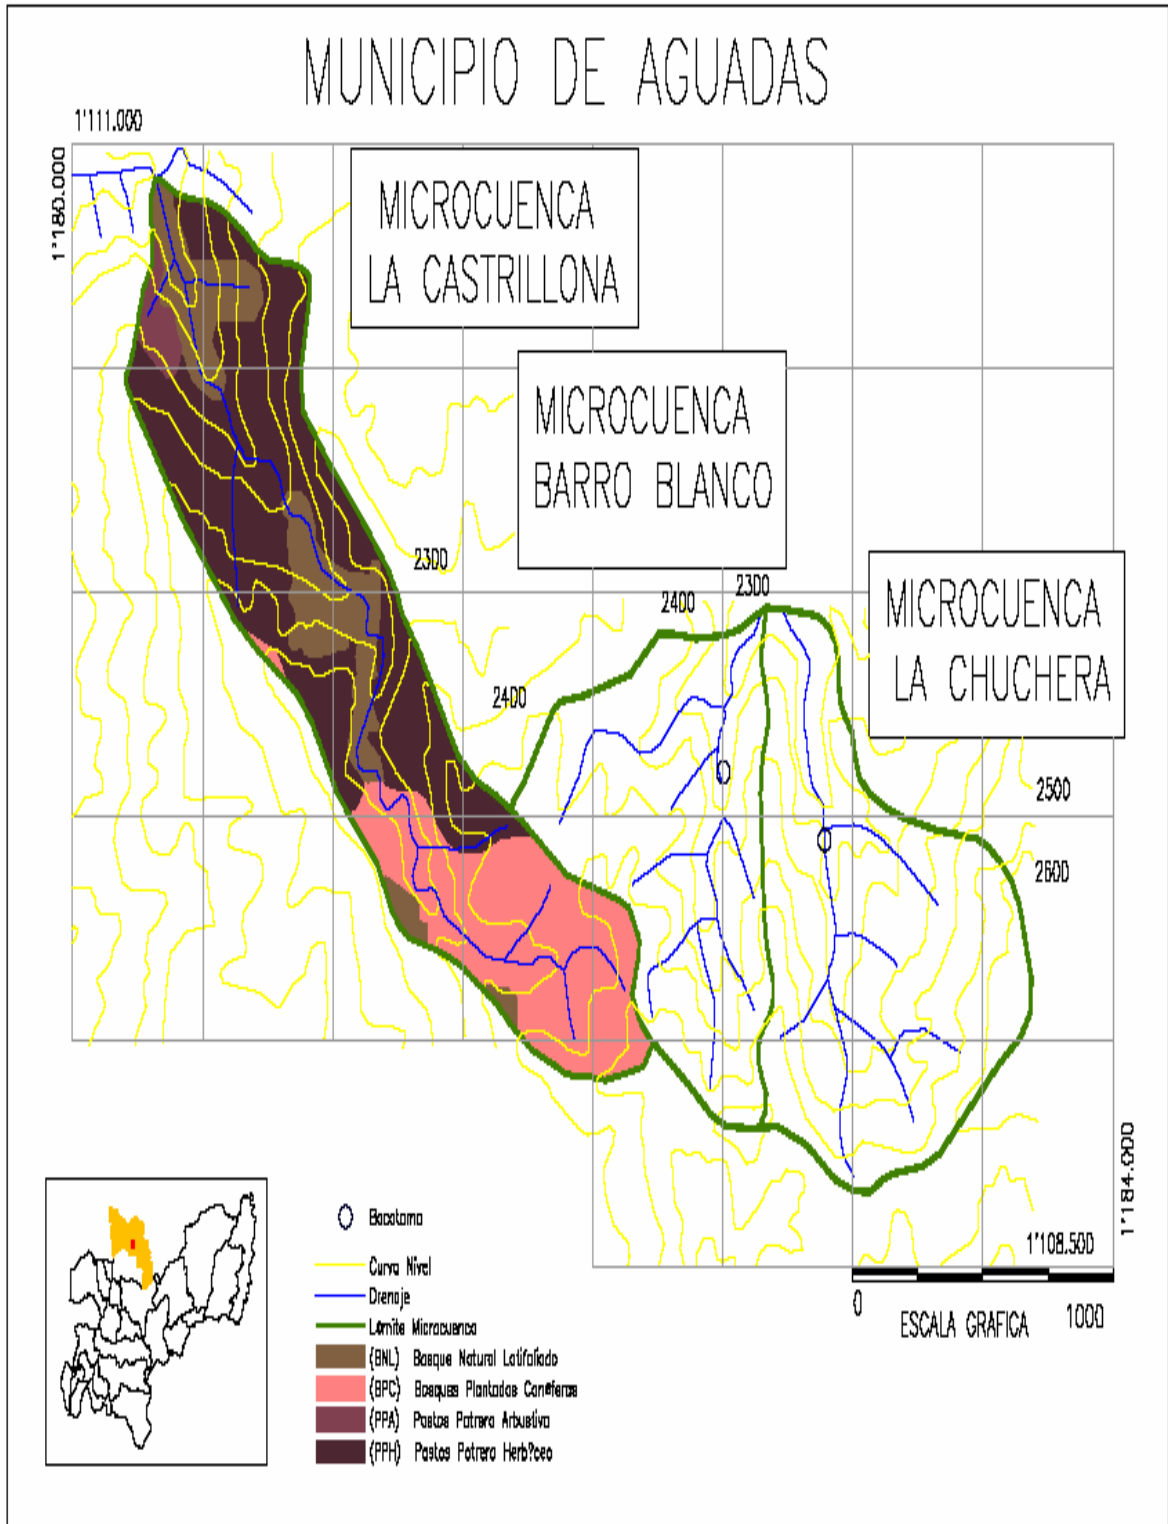 MUNICIPIO DE AGUADAS
1'111.000
1'180.000
MICROCUENCA
LA CASTRILLONA
MICROCUENCA
BARRO BLANCO
MICROCUENCA
LA CHUCHERA
2300
2400
2300
2400
2500
2600
1'184.000
1'108.500
0
1000
ESCALA GRAFICA
Bocatoma
Curva Nivel
Drenaje
Límite Microcuenca
(BNL) Bosque Natural Latifoliado
(BPC) Bosques Plantados Coníferas
(PPA) Pastos Potrero Arbustivo
(PPH) Pastos Potrero Herb?ceo